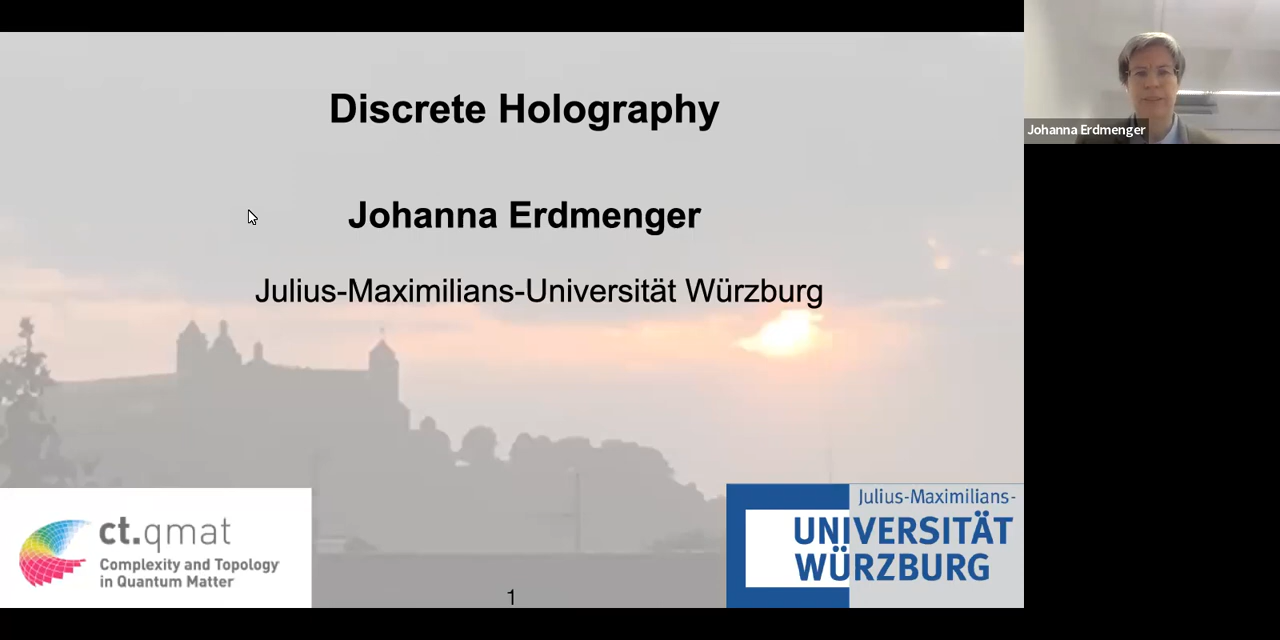 Discrete Holography
Johanna Erdmenger
Julius-Maximilians-Universität Würzburg
Johanna Erdmenger
ct.qmat
Complexity and Topology
in Quantum Matter
1
Julius-Maximilians-
UNIVERSITÄT
WÜRZBURG